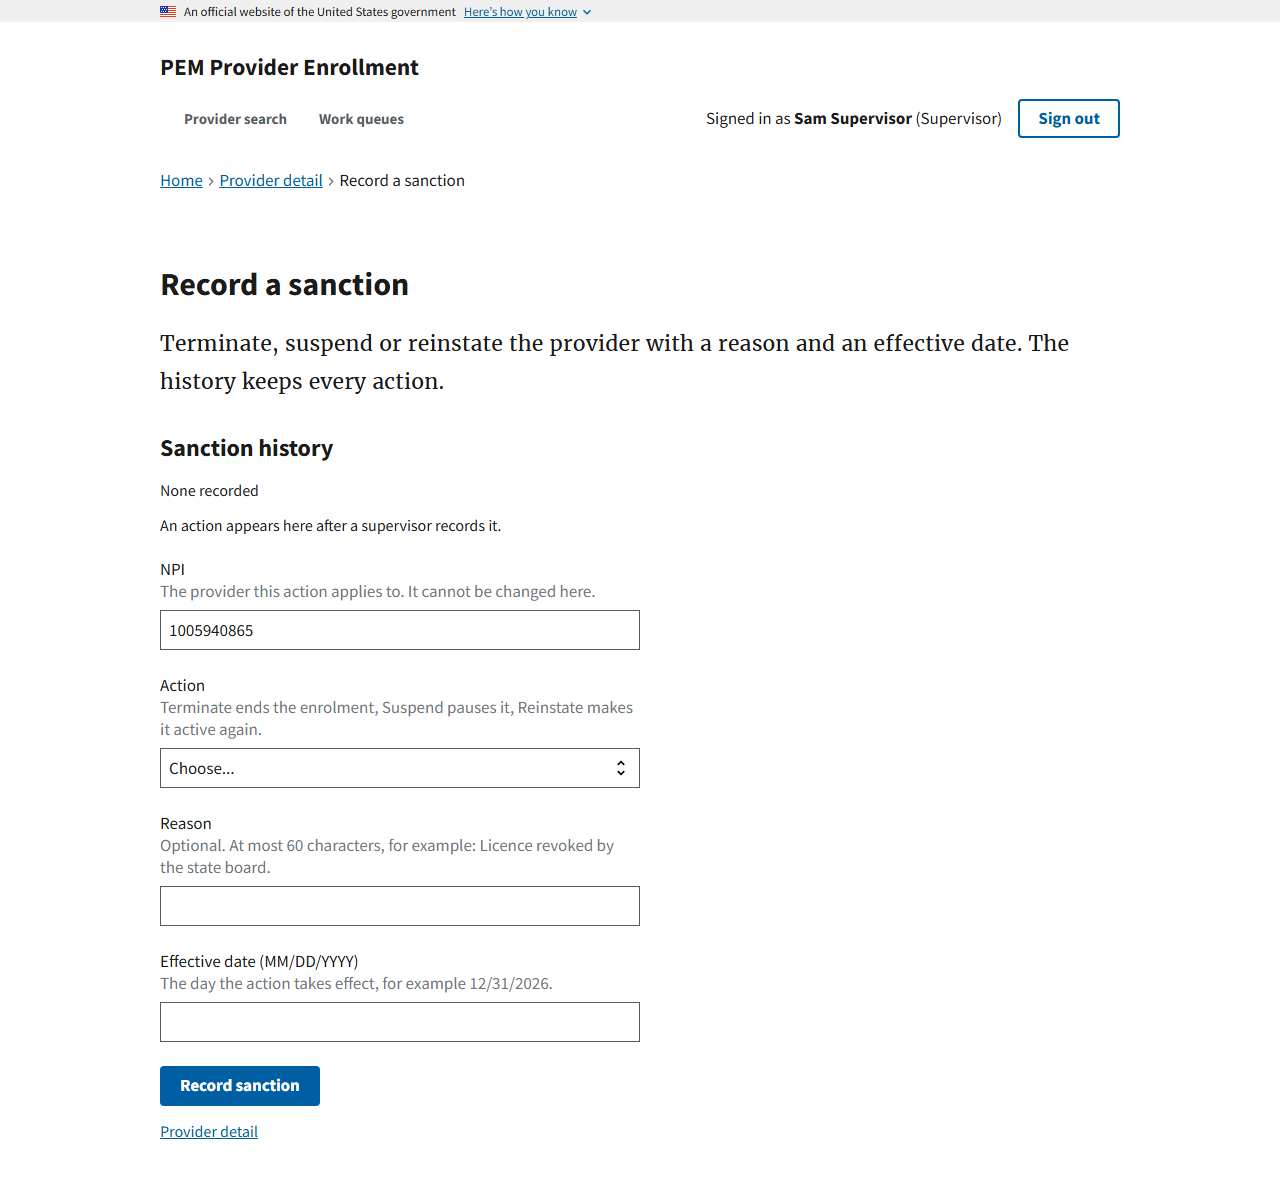 An official website of the United States government Here's how you know
PEM Provider Enrollment
Provider search Work queues Signed in as Sam Supervisor (Supervisor) Sign out
Home › Provider detail › Record a sanction
Record a sanction
Terminate, suspend or reinstate the provider with a reason and an effective date. The
history keeps every action.
Sanction history
None recorded
An action appears here after a supervisor records it.
NPI
The provider this action applies to. It cannot be changed here.
1005940865
Action
Terminate ends the enrolment, Suspend pauses it, Reinstate makes
it active again.
Choose...
Reason
Optional. At most 60 characters, for example: Licence revoked by
the state board.
Effective date (MM/DD/YYYY)
The day the action takes effect, for example 12/31/2026.
Record sanction
Provider detail